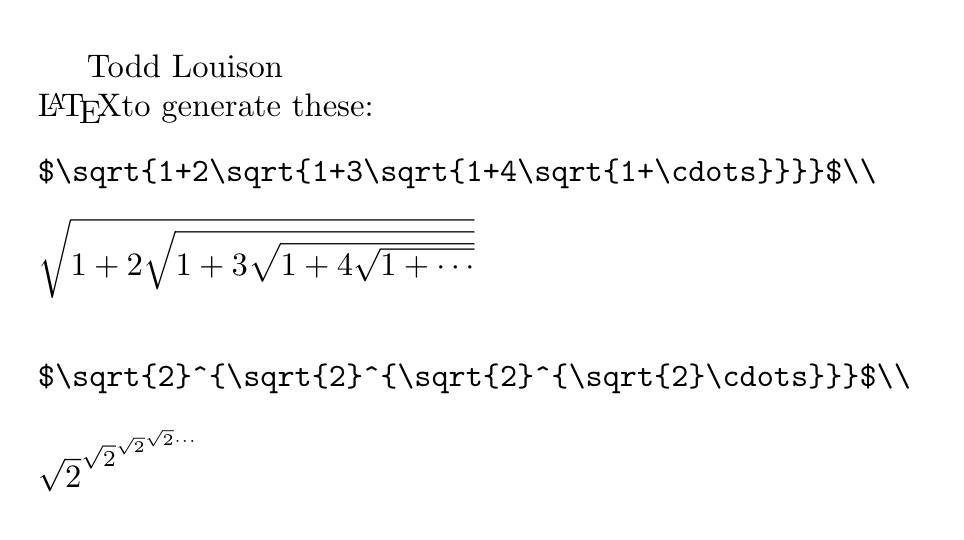 Todd Louison
LATEXto generate these:
$\sqrt{1+2\sqrt{1+3\sqrt{1+4\sqrt{1+\cdots}}}}$\\
√1 + 2√1 + 3√1 + 4√1 + ⋯
$\sqrt{2}^{\sqrt{2}^{\sqrt{2}^{\sqrt{2}\cdots}}}$\\
√2√2√2√2⋯